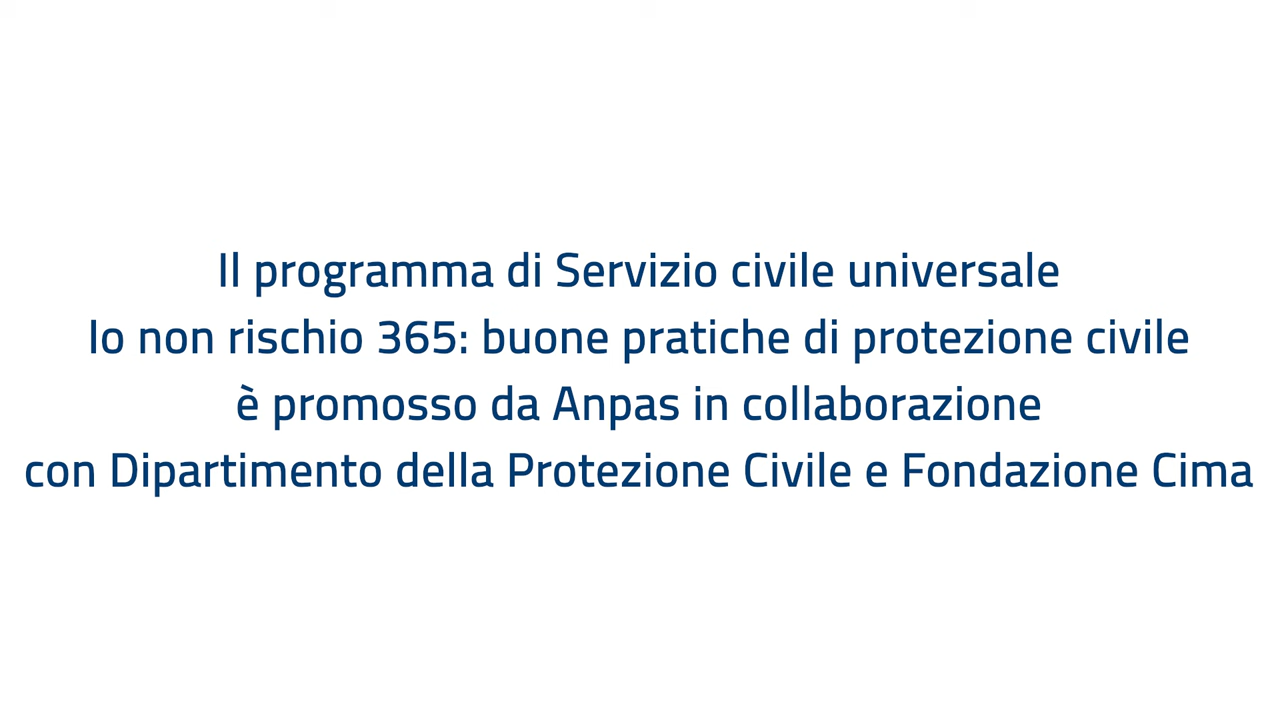 Il programma di Servizio civile universale
Io non rischio 365: buone pratiche di protezione civile
è promosso da Anpas in collaborazione
con Dipartimento della Protezione Civile e Fondazione Cima